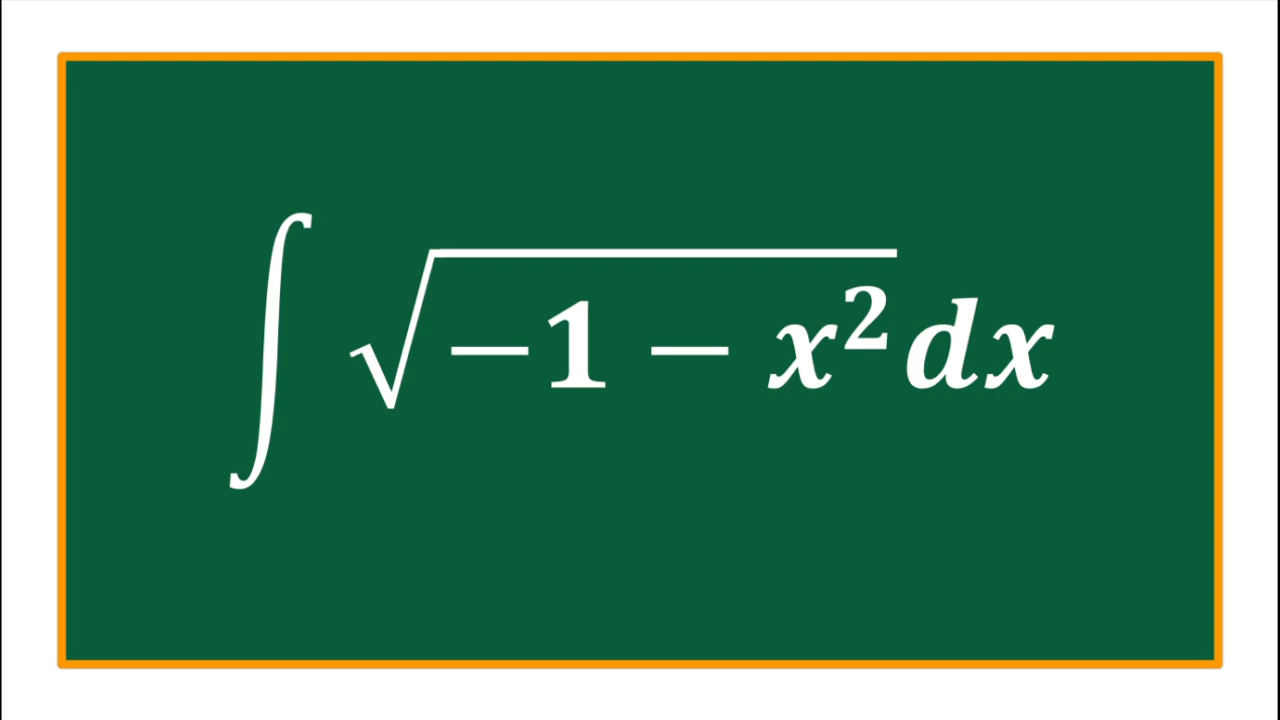 ∫ √−1 − x² dx